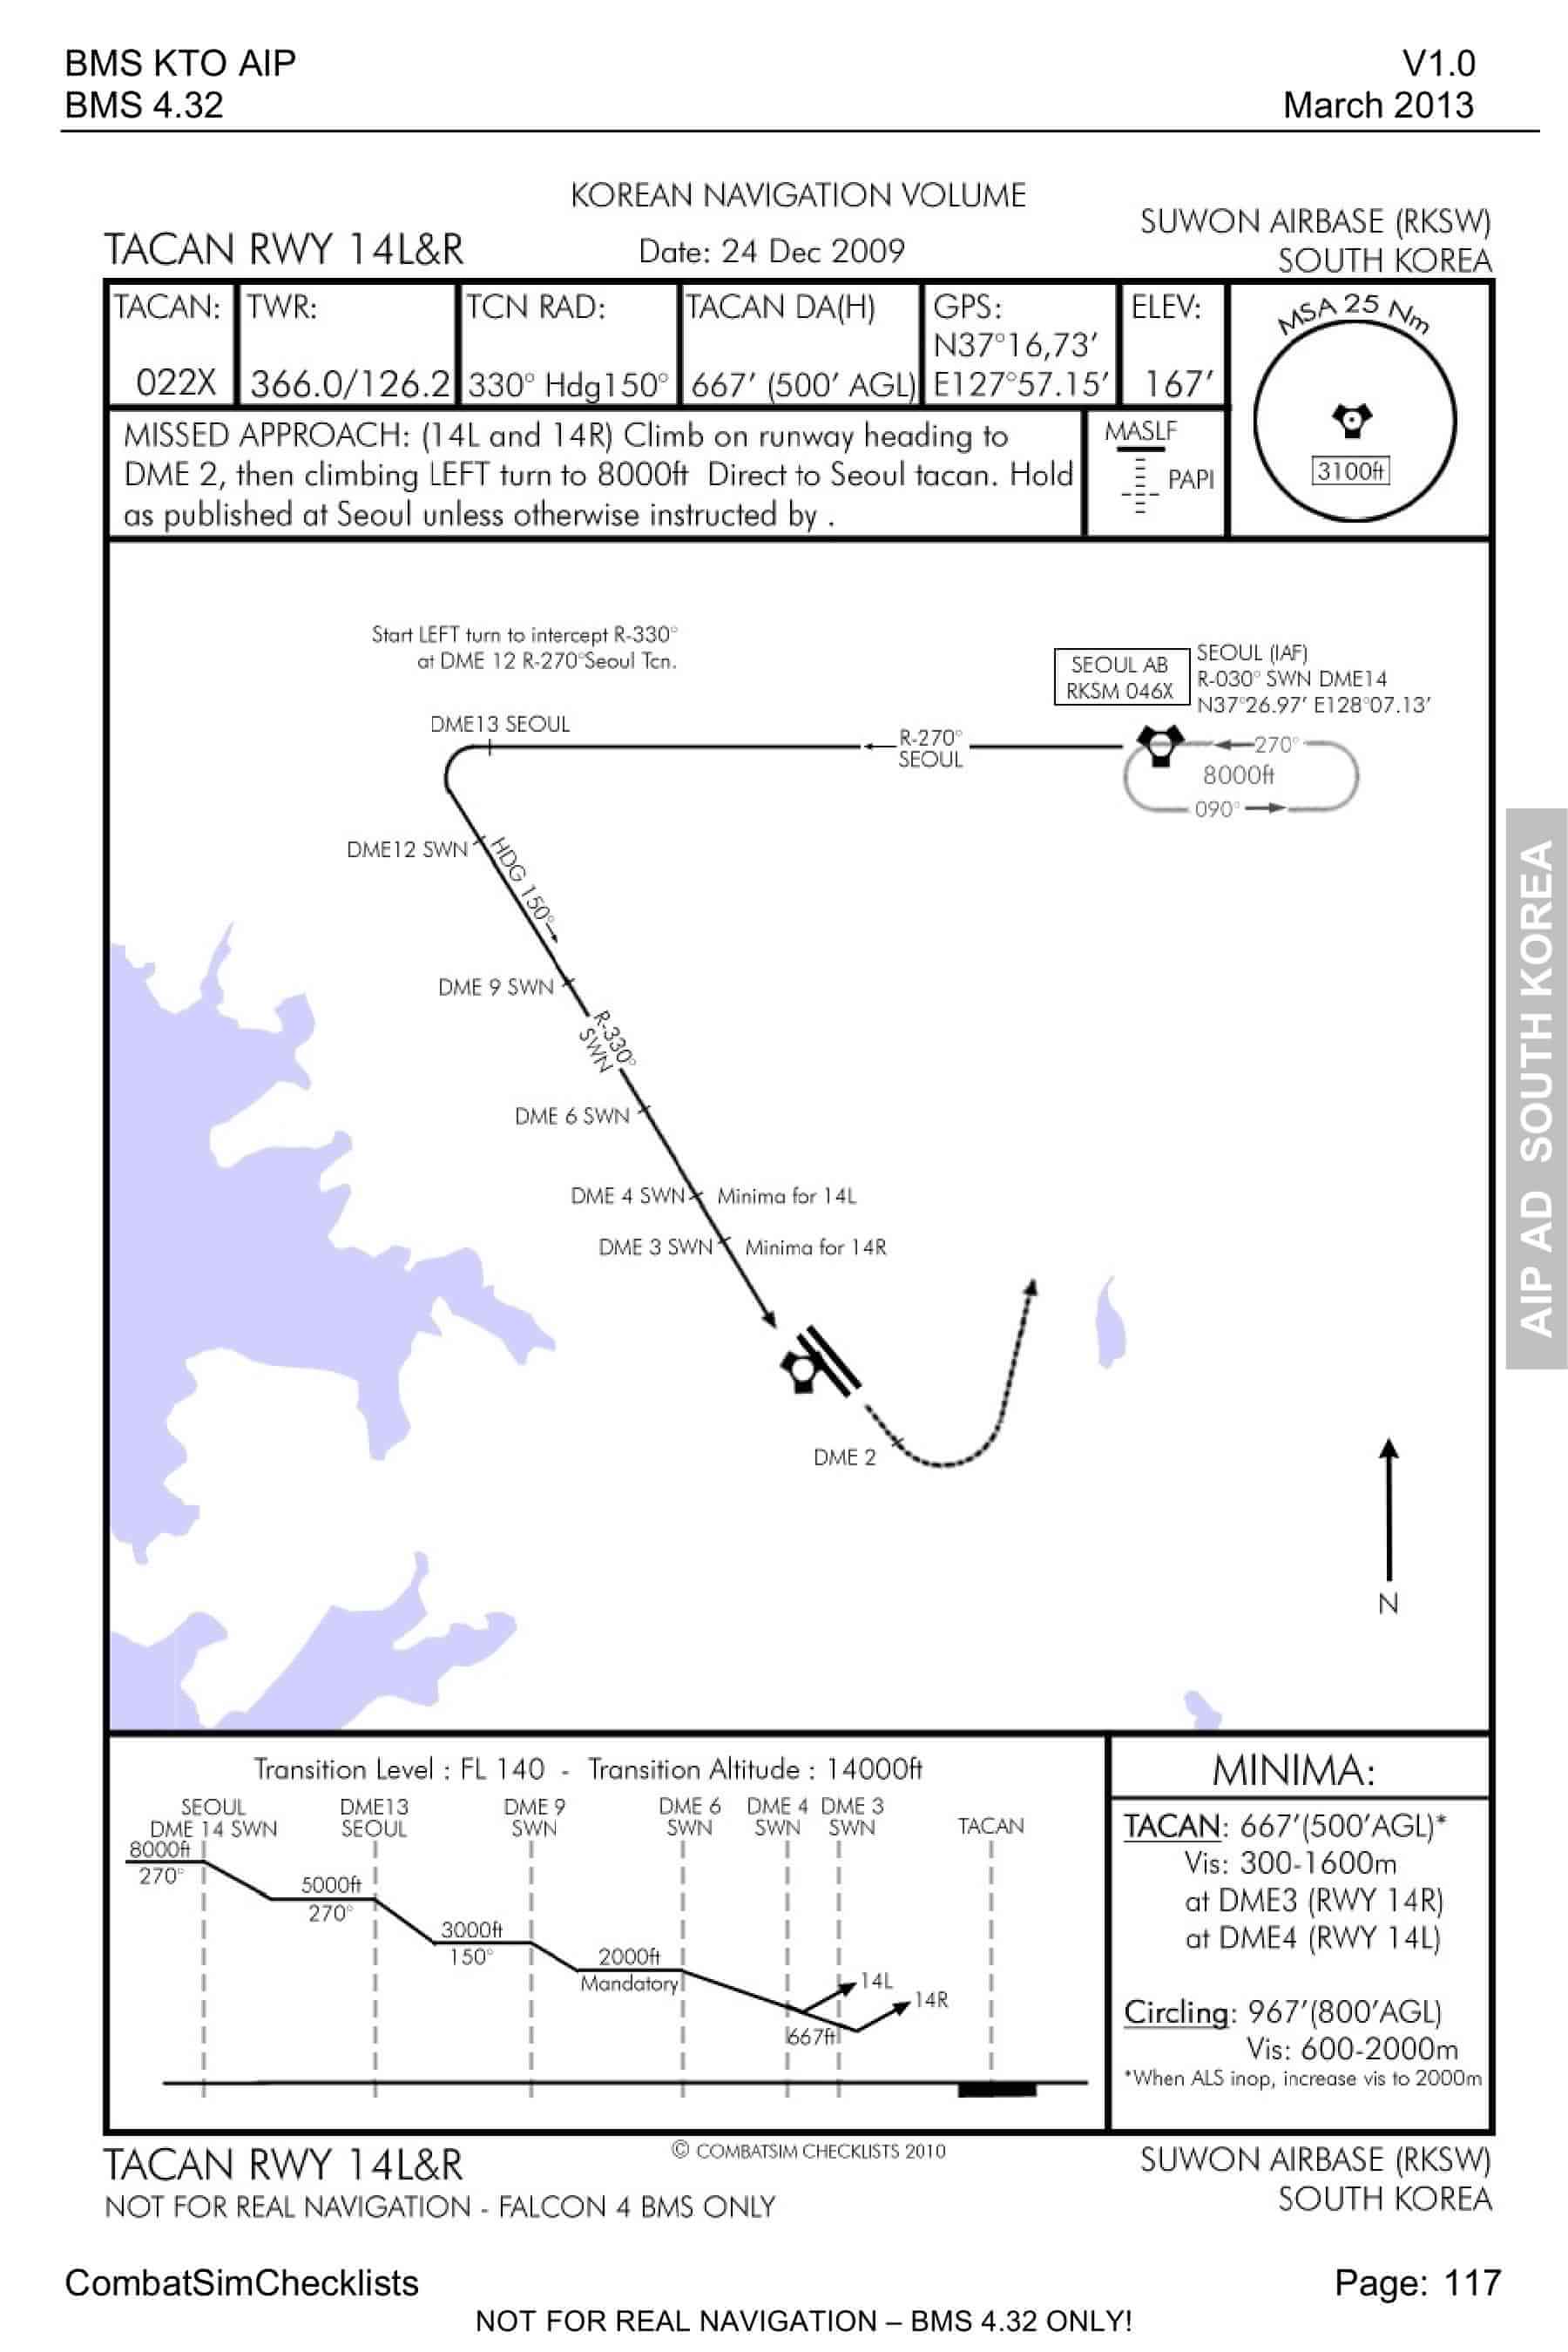 BMS KTO AIP
V1.0
BMS 4.32
March 2013
KOREAN NAVIGATION VOLUME
TACAN RWY 14L&R
Date: 24 Dec 2009
SUWON AIRBASE (RKSW)
SOUTH KOREA
TACAN:
022X
TWR:
366.0/126.2
TCN RAD:
330° Hdg150°
TACAN DA(H)
667' (500' AGL)
GPS:
N37°16,73'
E127°57.15'
ELEV:
167'
MSA 25 Nm
3100ft
MISSED APPROACH: (14L and 14R) Climb on runway heading to
DME 2, then climbing LEFT turn to 8000ft Direct to Seoul tacan. Hold
as published at Seoul unless otherwise instructed by .
MASLF
PAPI
Start LEFT turn to intercept R-330°
at DME 12 R-270°Seoul Tcn.
SEOUL AB
RKSM 046X
SEOUL (IAF)
R-030° SWN DME14
N37°26.97' E128°07.13'
DME13 SEOUL
R-270°
SEOUL
270°
8000ft
090°
DME12 SWN
HDG 150°
DME 9 SWN
R-330°
SWN
DME 6 SWN
DME 4 SWN
Minima for 14L
DME 3 SWN
Minima for 14R
DME 2
N
AIP AD SOUTH KOREA
Transition Level : FL 140 - Transition Altitude : 14000ft
SEOUL
DME 14 SWN
DME13
SEOUL
DME 9
SWN
DME 6
SWN
DME 4
SWN
DME 3
SWN
TACAN
8000ft
270°
5000ft
270°
3000ft
150°
2000ft
Mandatory
14L
14R
667ft
MINIMA:
TACAN: 667'(500'AGL)*
Vis: 300-1600m
at DME3 (RWY 14R)
at DME4 (RWY 14L)
Circling: 967'(800'AGL)
Vis: 600-2000m
*When ALS inop, increase vis to 2000m
TACAN RWY 14L&R
© COMBATSIM CHECKLISTS 2010
SUWON AIRBASE (RKSW)
SOUTH KOREA
NOT FOR REAL NAVIGATION - FALCON 4 BMS ONLY
CombatSimChecklists
Page: 117
NOT FOR REAL NAVIGATION – BMS 4.32 ONLY!